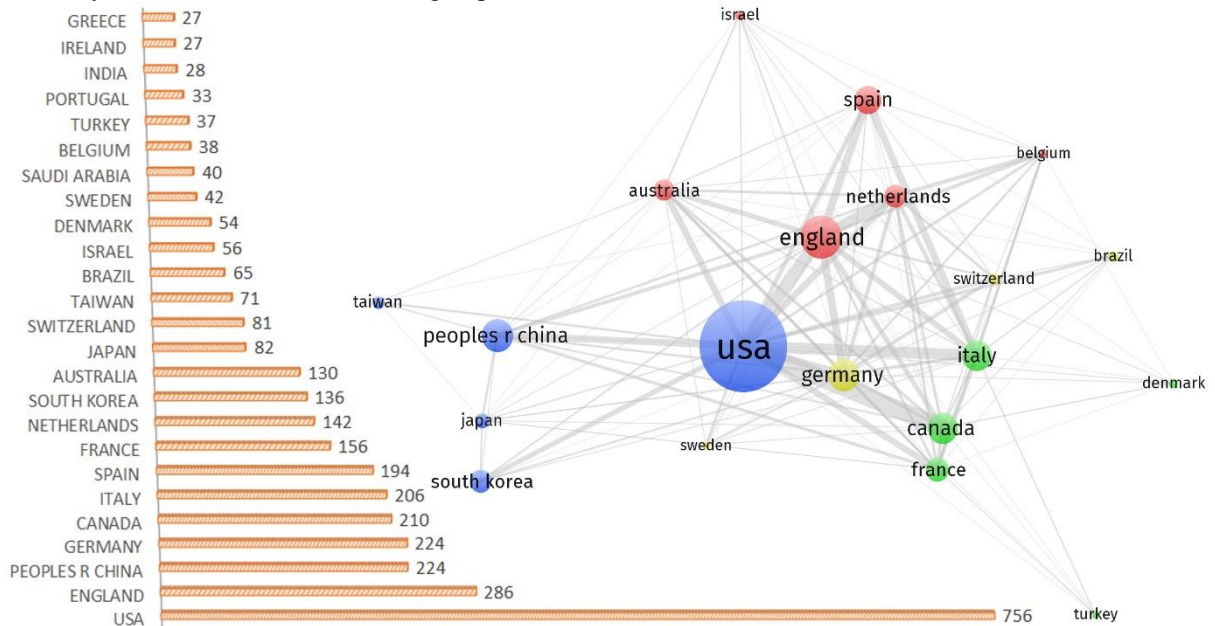 GREECE 27
IRELAND 27
INDIA 28
PORTUGAL 33
TURKEY 37
BELGIUM 38
SAUDI ARABIA 40
SWEDEN 42
DENMARK 54
ISRAEL 56
BRAZIL 65
TAIWAN 71
SWITZERLAND 81
JAPAN 82
AUSTRALIA 130
SOUTH KOREA 136
NETHERLANDS 142
FRANCE 156
SPAIN 194
ITALY 206
CANADA 210
GERMANY 224
PEOPLES R CHINA 224
ENGLAND 286
USA 756
israel
spain
belgium
australia
netherlands
england
brazil
switzerland
taiwan
peoples r china
usa
italy
germany
denmark
japan
canada
sweden
france
south korea
turkey